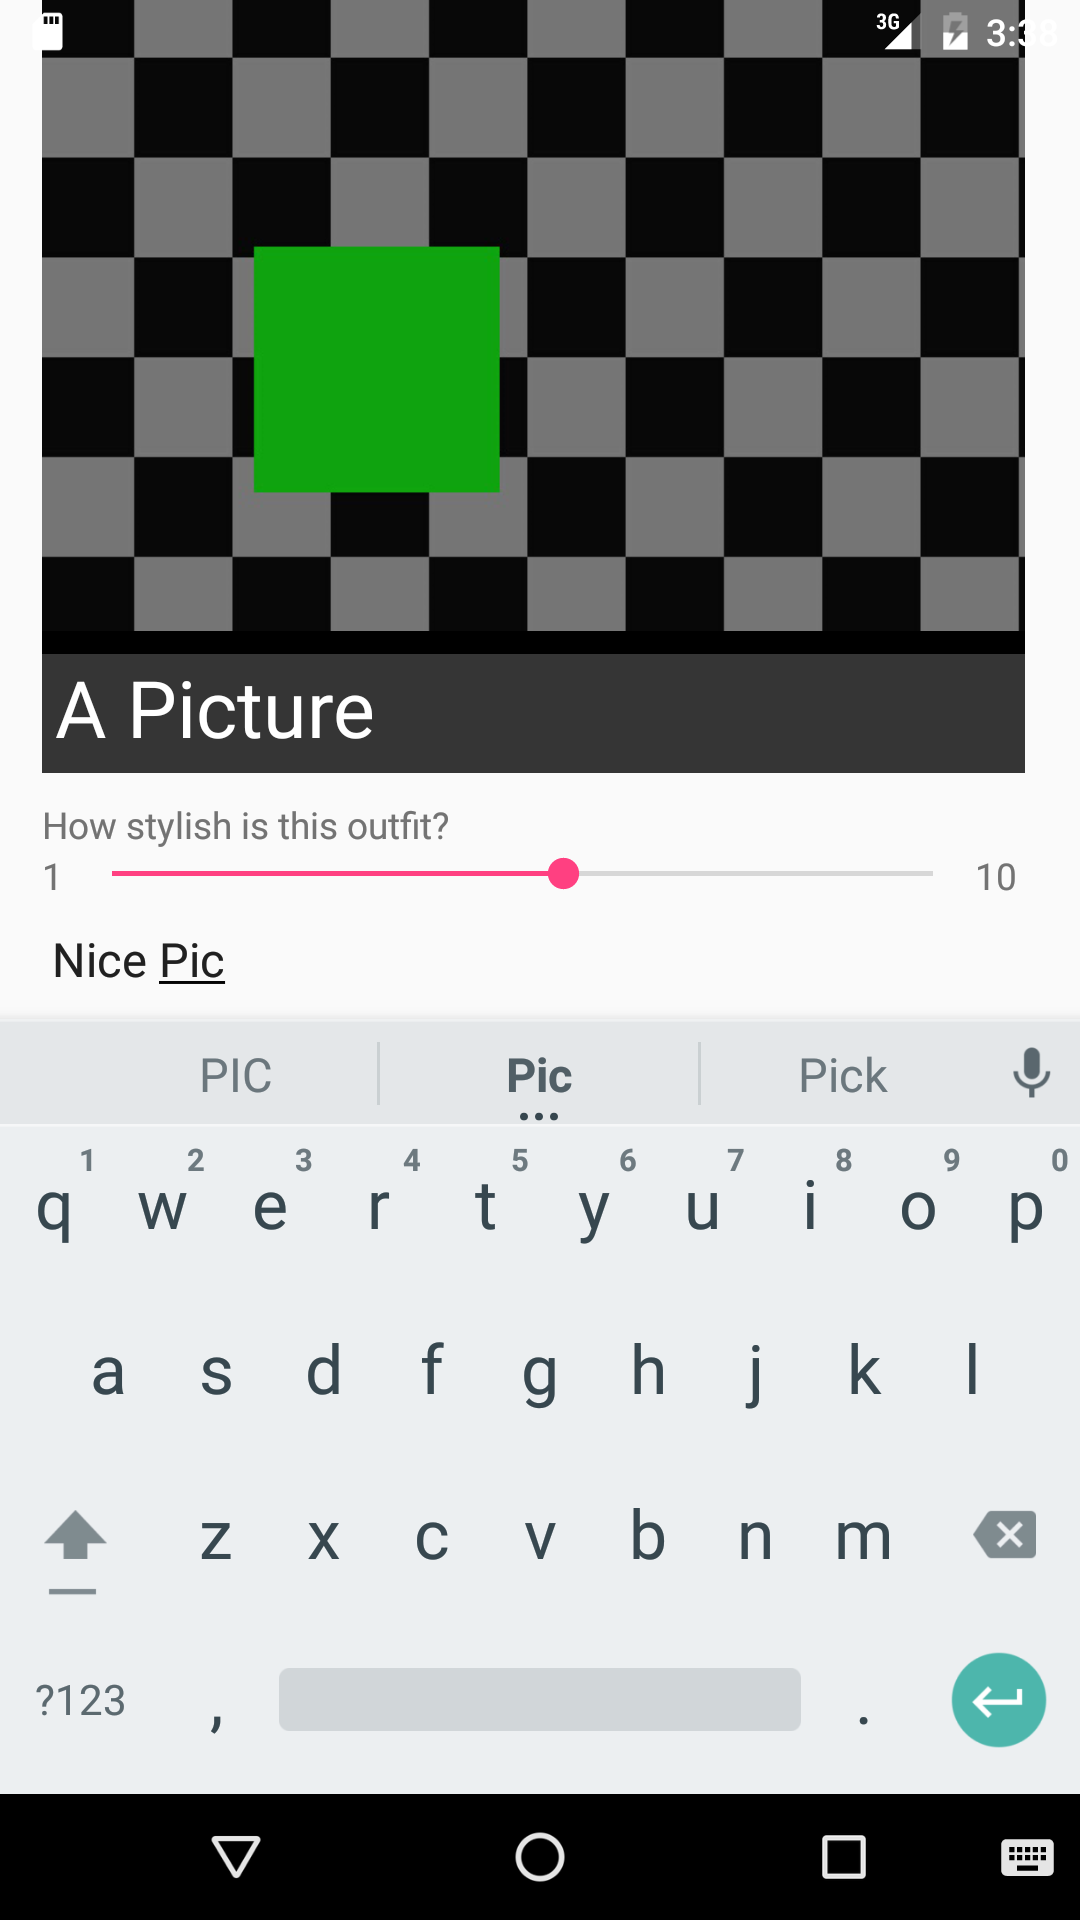 3G 3:38
A Picture
How stylish is this outfit?
1 10
Nice Pic
PIC Pic Pick
1 2 3 4 5 6 7 8 9 0
q w e r t y u i o p
a s d f g h j k l
z x c v b n m
?123 , .